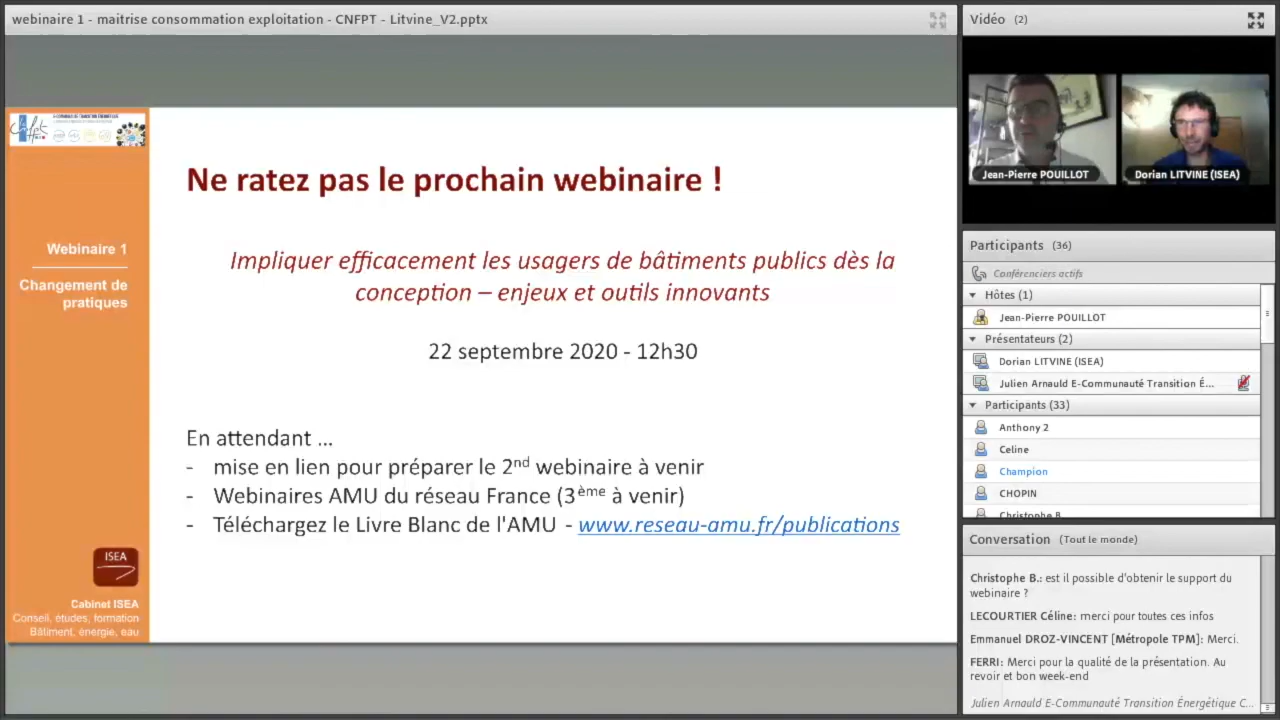 webinaire 1 - maitrise consommation exploitation - CNFPT - Litvine_V2.pptx
Webinaire 1
Changement de
pratiques
ISEA
Cabinet ISEA
Conseil, études, formation
Bâtiment, énergie, eau
Ne ratez pas le prochain webinaire !
Impliquer efficacement les usagers de bâtiments publics dès la
conception – enjeux et outils innovants
22 septembre 2020 - 12h30
En attendant ...
- mise en lien pour préparer le 2nd webinaire à venir
- Webinaires AMU du réseau France (3ème à venir)
- Téléchargez le Livre Blanc de l'AMU - www.reseau-amu.fr/publications
Vidéo (2)
Jean-Pierre POUILLOT
Dorian LITVINE (ISEA)
Participants (36)
Conférenciers actifs
Hôtes (1)
Jean-Pierre POUILLOT
Présentateurs (2)
Dorian LITVINE (ISEA)
Julien Arnauld E-Communauté Transition É...
Participants (33)
Anthony 2
Celine
Champion
CHOPIN
Christophe B.
Conversation (Tout le monde)
Christophe B.: est il possible d'obtenir le support du
webinaire ?
LECOURTIER Céline: merci pour toutes ces infos
Emmanuel DROZ-VINCENT [Métropole TPM]: Merci.
FERRI: Merci pour la qualité de la présentation. Au
revoir et bon week-end
Julien Arnauld E-Communauté Transition Énergétique C...